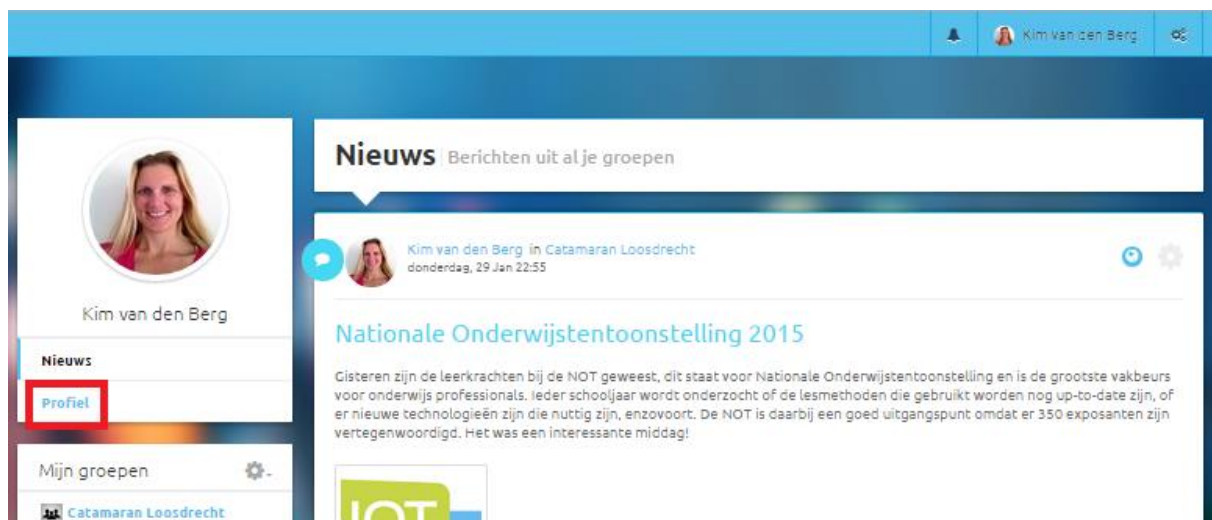 Kim van den Berg
Nieuws Berichten uit al je groepen
Kim van den Berg in Catamaran Loosdrecht
donderdag, 29 Jan 22:55
Kim van den Berg
Nieuws
Profiel
Nationale Onderwijstentoonstelling 2015
Gisteren zijn de leerkrachten bij de NOT geweest, dit staat voor Nationale Onderwijstentoonstelling en is de grootste vakbeurs
voor onderwijs professionals. Ieder schooljaar wordt onderzocht of de lesmethoden die gebruikt worden nog up-to-date zijn, of
er nieuwe technologieën zijn die nuttig zijn, enzovoort. De NOT is daarbij een goed uitgangspunt omdat er 350 exposanten zijn
vertegenwoordigd. Het was een interessante middag!
Mijn groepen
Catamaran Loosdrecht